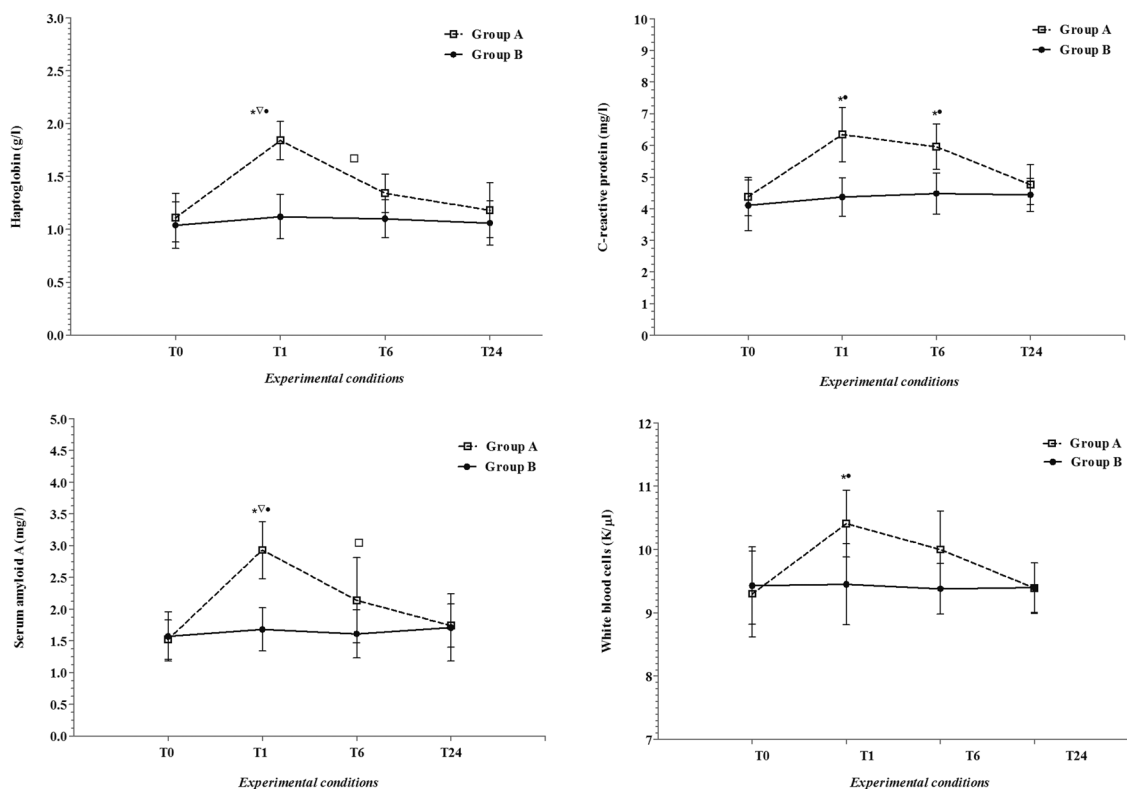 3.0
2.5
2.0
1.5
1.0
0.5
0.0
Haptoglobin (g/l)
Group A
Group B
*▽•
□
T0 T1 T6 T24
Experimental conditions
10
9
8
7
6
5
4
3
2
1
0
C-reactive protein (mg/l)
Group A
Group B
*• *•
T0 T1 T6 T24
Experimental conditions
5.0
4.5
4.0
3.5
3.0
2.5
2.0
1.5
1.0
0.5
0.0
Serum amyloid A (mg/l)
Group A
Group B
*▽•
□
T0 T1 T6 T24
Experimental conditions
12
11
10
9
8
7
White blood cells (K/µl)
Group A
Group B
*•
T0 T1 T6 T24
Experimental conditions